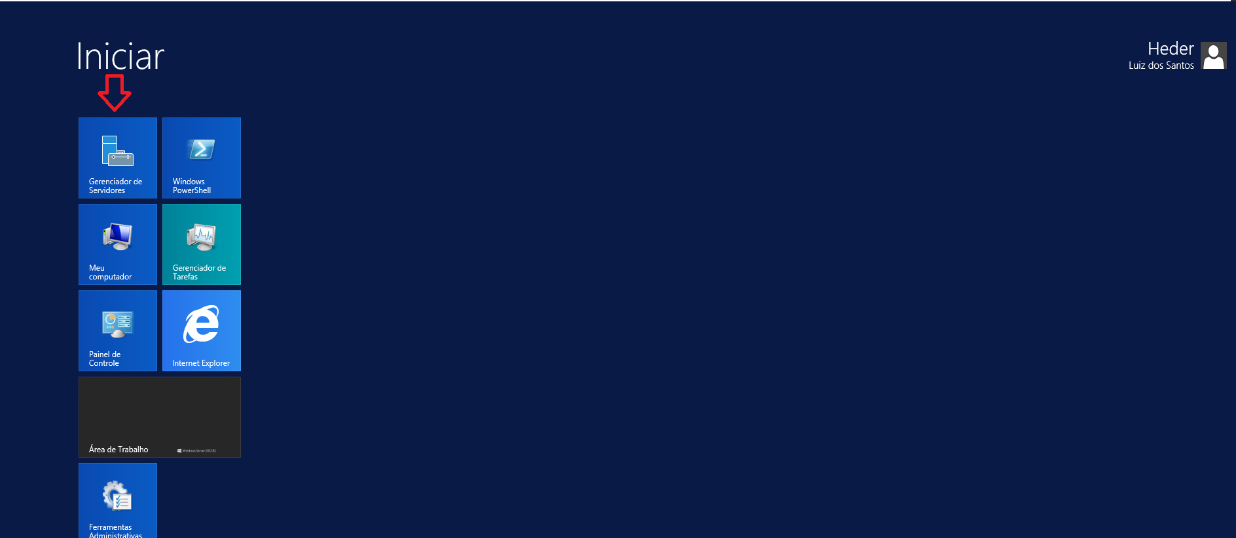 Iniciar
Heder
Luiz dos Santos
Gerenciador de
Servidores
Windows
PowerShell
Meu
computador
Gerenciador de
Tarefas
Painel de
Controle
Internet Explorer
Área de Trabalho
Ferramentas
Administrativas